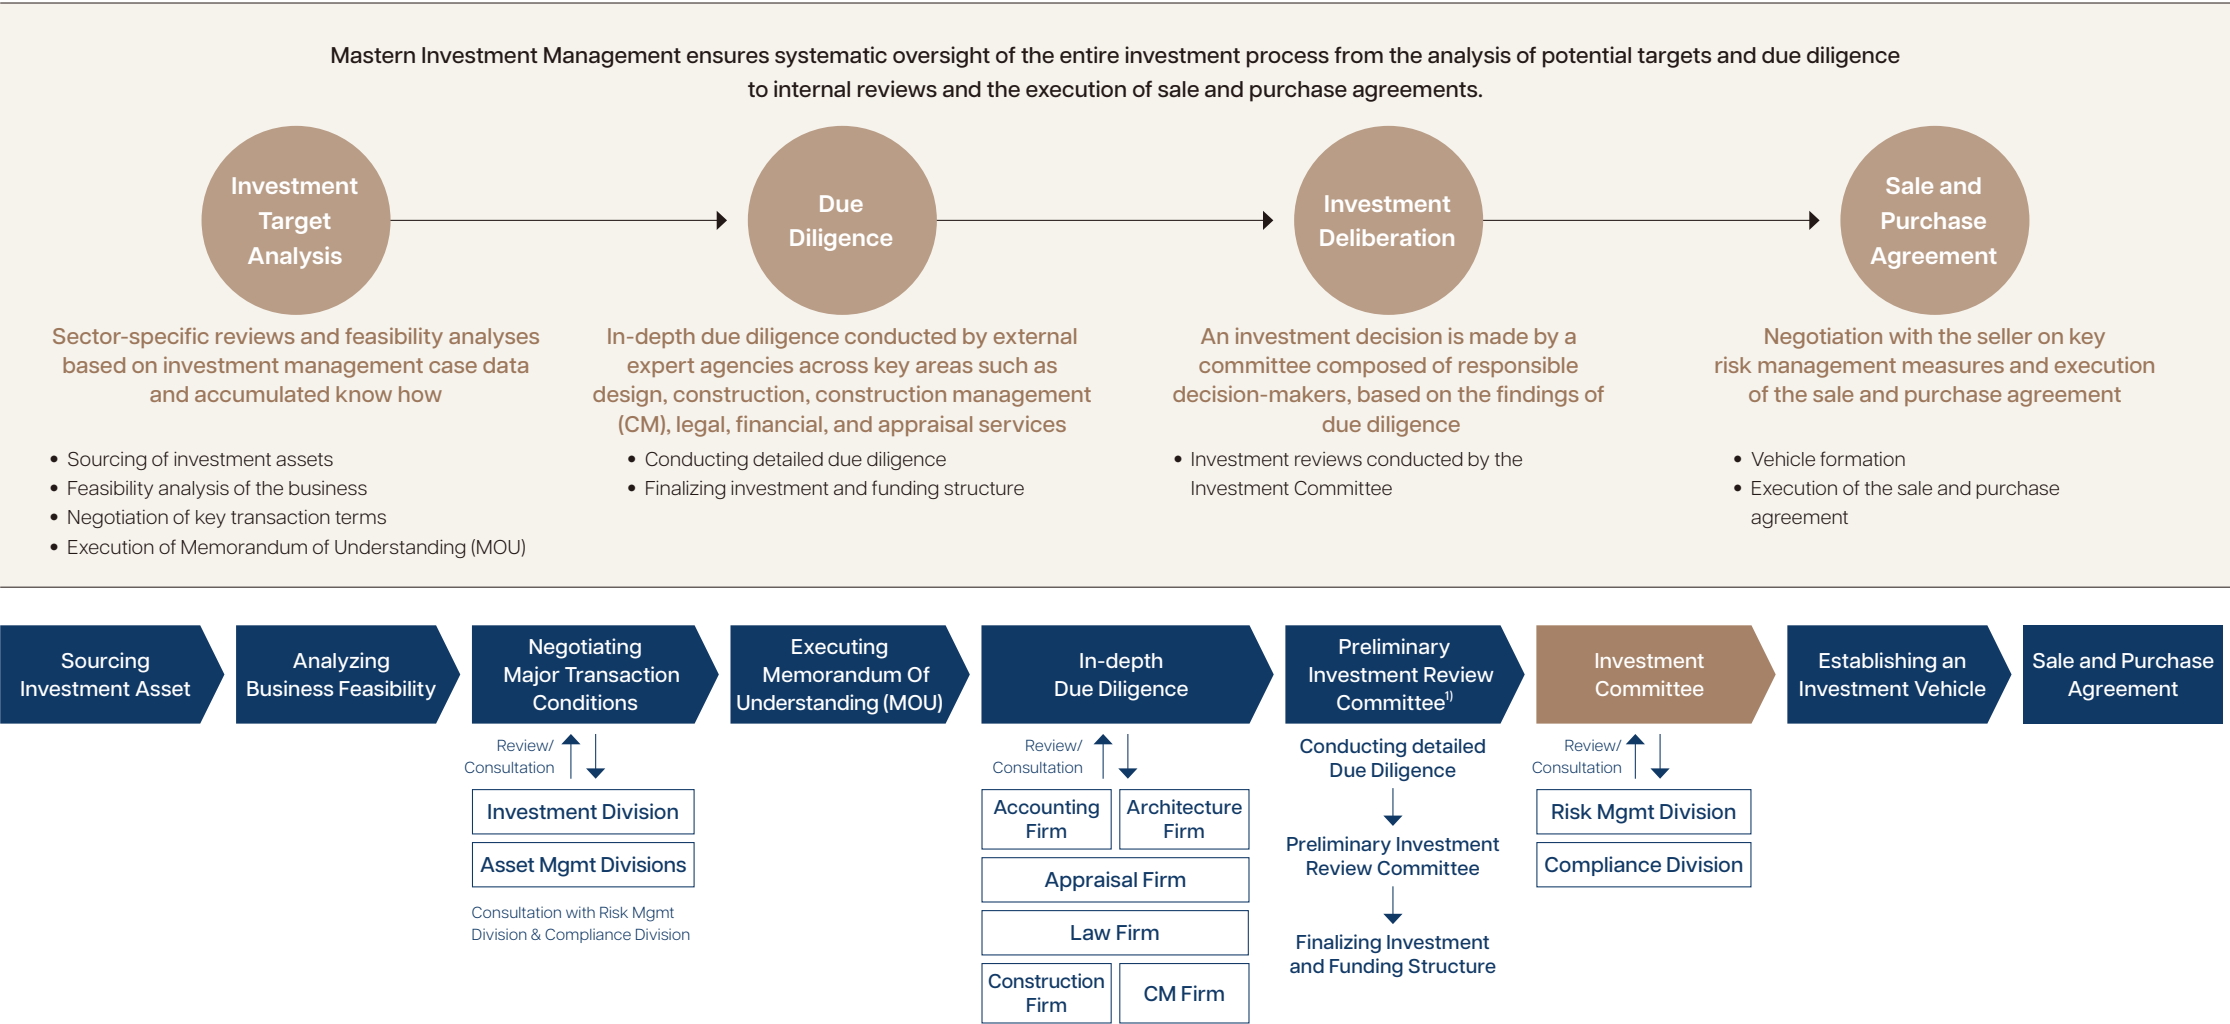 Mastern Investment Management ensures systematic oversight of the entire investment process from the analysis of potential targets and due diligence
to internal reviews and the execution of sale and purchase agreements.
Investment
Target
Analysis
Due
Diligence
Investment
Deliberation
Sale and
Purchase
Agreement
Sector-specific reviews and feasibility analyses
based on investment management case data
and accumulated know how
• Sourcing of investment assets
• Feasibility analysis of the business
• Negotiation of key transaction terms
• Execution of Memorandum of Understanding (MOU)
In-depth due diligence conducted by external
expert agencies across key areas such as
design, construction, construction management
(CM), legal, financial, and appraisal services
• Conducting detailed due diligence
• Finalizing investment and funding structure
An investment decision is made by a
committee composed of responsible
decision-makers, based on the findings of
due diligence
• Investment reviews conducted by the
Investment Committee
Negotiation with the seller on key
risk management measures and execution
of the sale and purchase agreement
• Vehicle formation
• Execution of the sale and purchase
agreement
Sourcing
Investment Asset
Analyzing
Business Feasibility
Negotiating
Major Transaction
Conditions
Executing
Memorandum Of
Understanding (MOU)
In-depth
Due Diligence
Preliminary
Investment Review
Committee¹⁾
Investment
Committee
Establishing an
Investment Vehicle
Sale and Purchase
Agreement
Review/
Consultation
Investment Division
Asset Mgmt Divisions
Consultation with Risk Mgmt
Division & Compliance Division
Review/
Consultation
Accounting
Firm
Architecture
Firm
Appraisal Firm
Law Firm
Construction
Firm
CM Firm
Conducting detailed
Due Diligence
Preliminary Investment
Review Committee
Finalizing Investment
and Funding Structure
Review/
Consultation
Risk Mgmt Division
Compliance Division